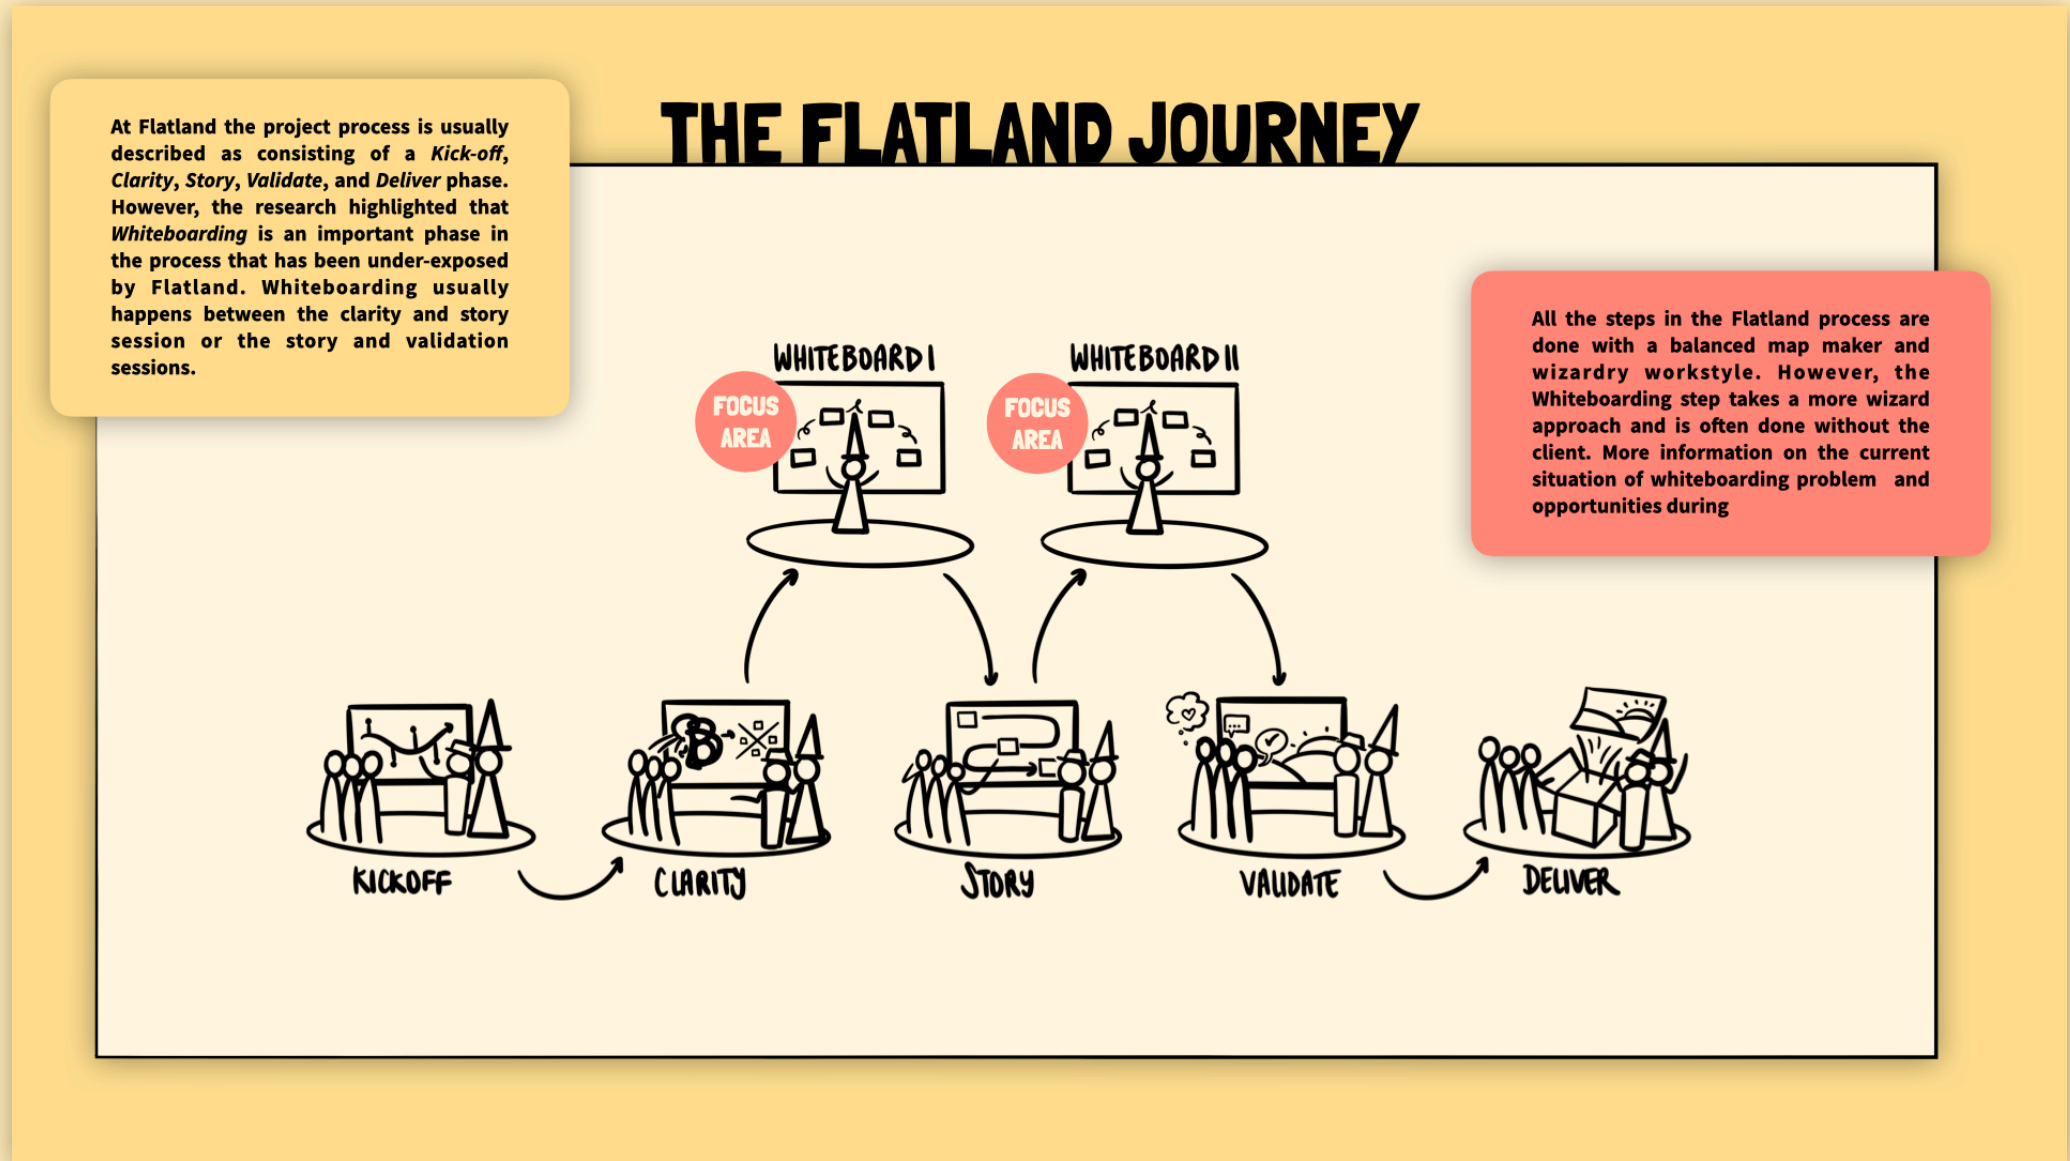 THE FLATLAND JOURNEY
At Flatland the project process is usually
described as consisting of a Kick-off,
Clarity, Story, Validate, and Deliver phase.
However, the research highlighted that
Whiteboarding is an important phase in
the process that has been under-exposed
by Flatland. Whiteboarding usually
happens between the clarity and story
session or the story and validation
sessions.
All the steps in the Flatland process are
done with a balanced map maker and
wizardry workstyle. However, the
Whiteboarding step takes a more wizard
approach and is often done without the
client. More information on the current
situation of whiteboarding problem and
opportunities during
WHITEBOARD I
FOCUS
AREA
WHITEBOARD II
FOCUS
AREA
KICKOFF
CLARITY
STORY
VALIDATE
DELIVER